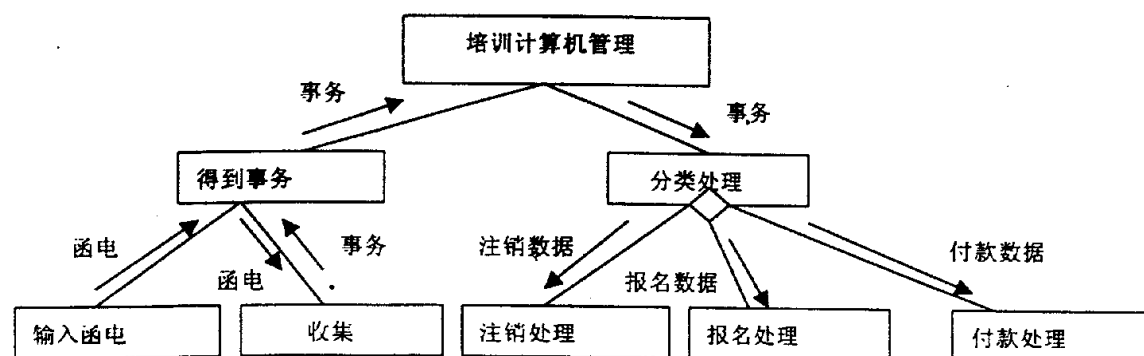 培训计算机管理
事务
事务
得到事务
分类处理
函电
函电
事务
注销数据
报名数据
付款数据
输入函电
收集
注销处理
报名处理
付款处理